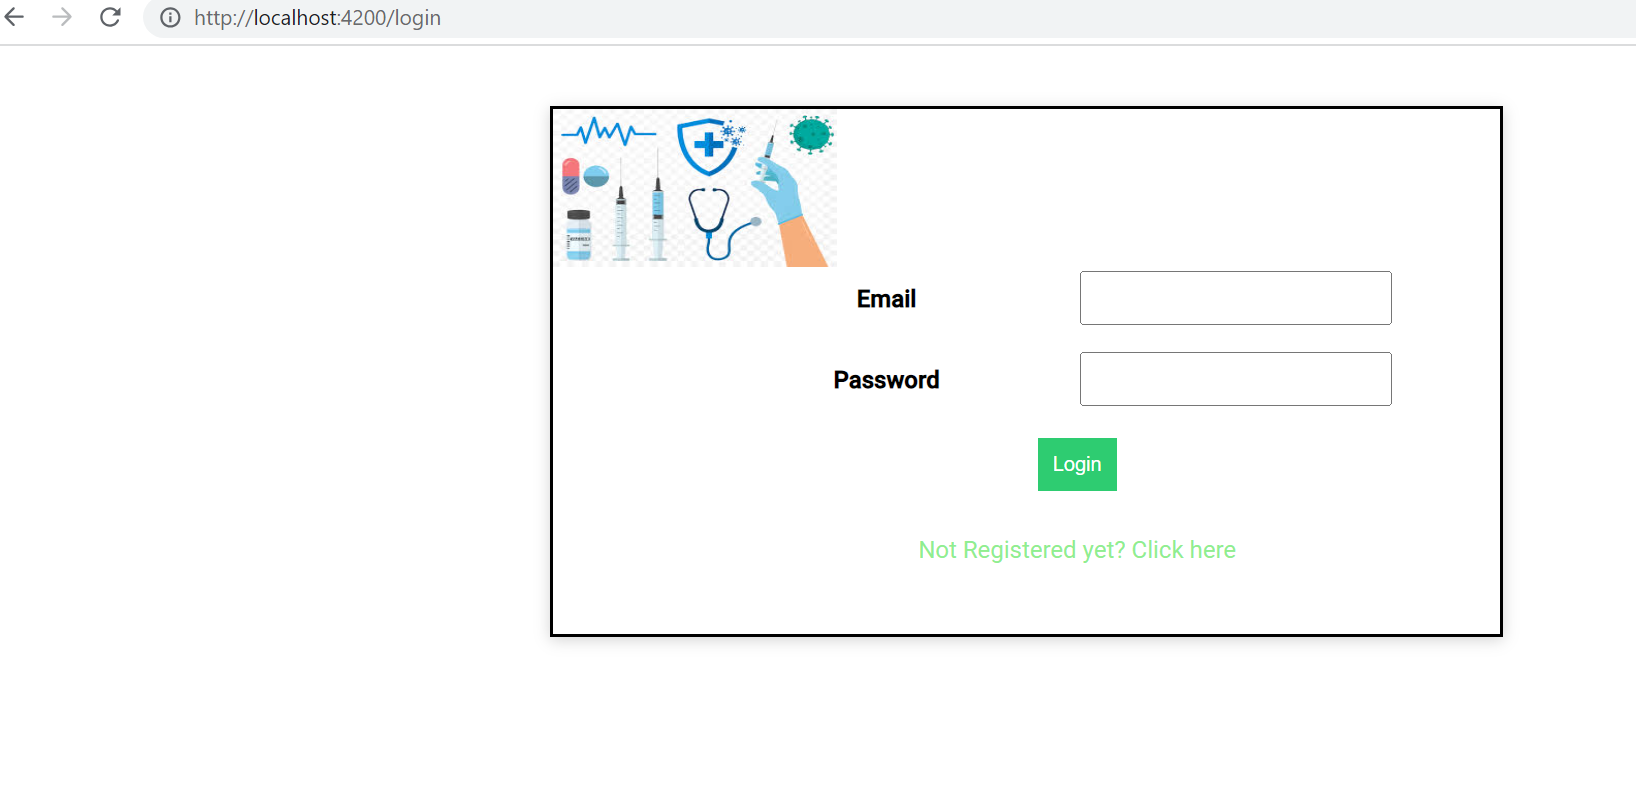 http://localhost:4200/login
Email
Password
Login
Not Registered yet? Click here